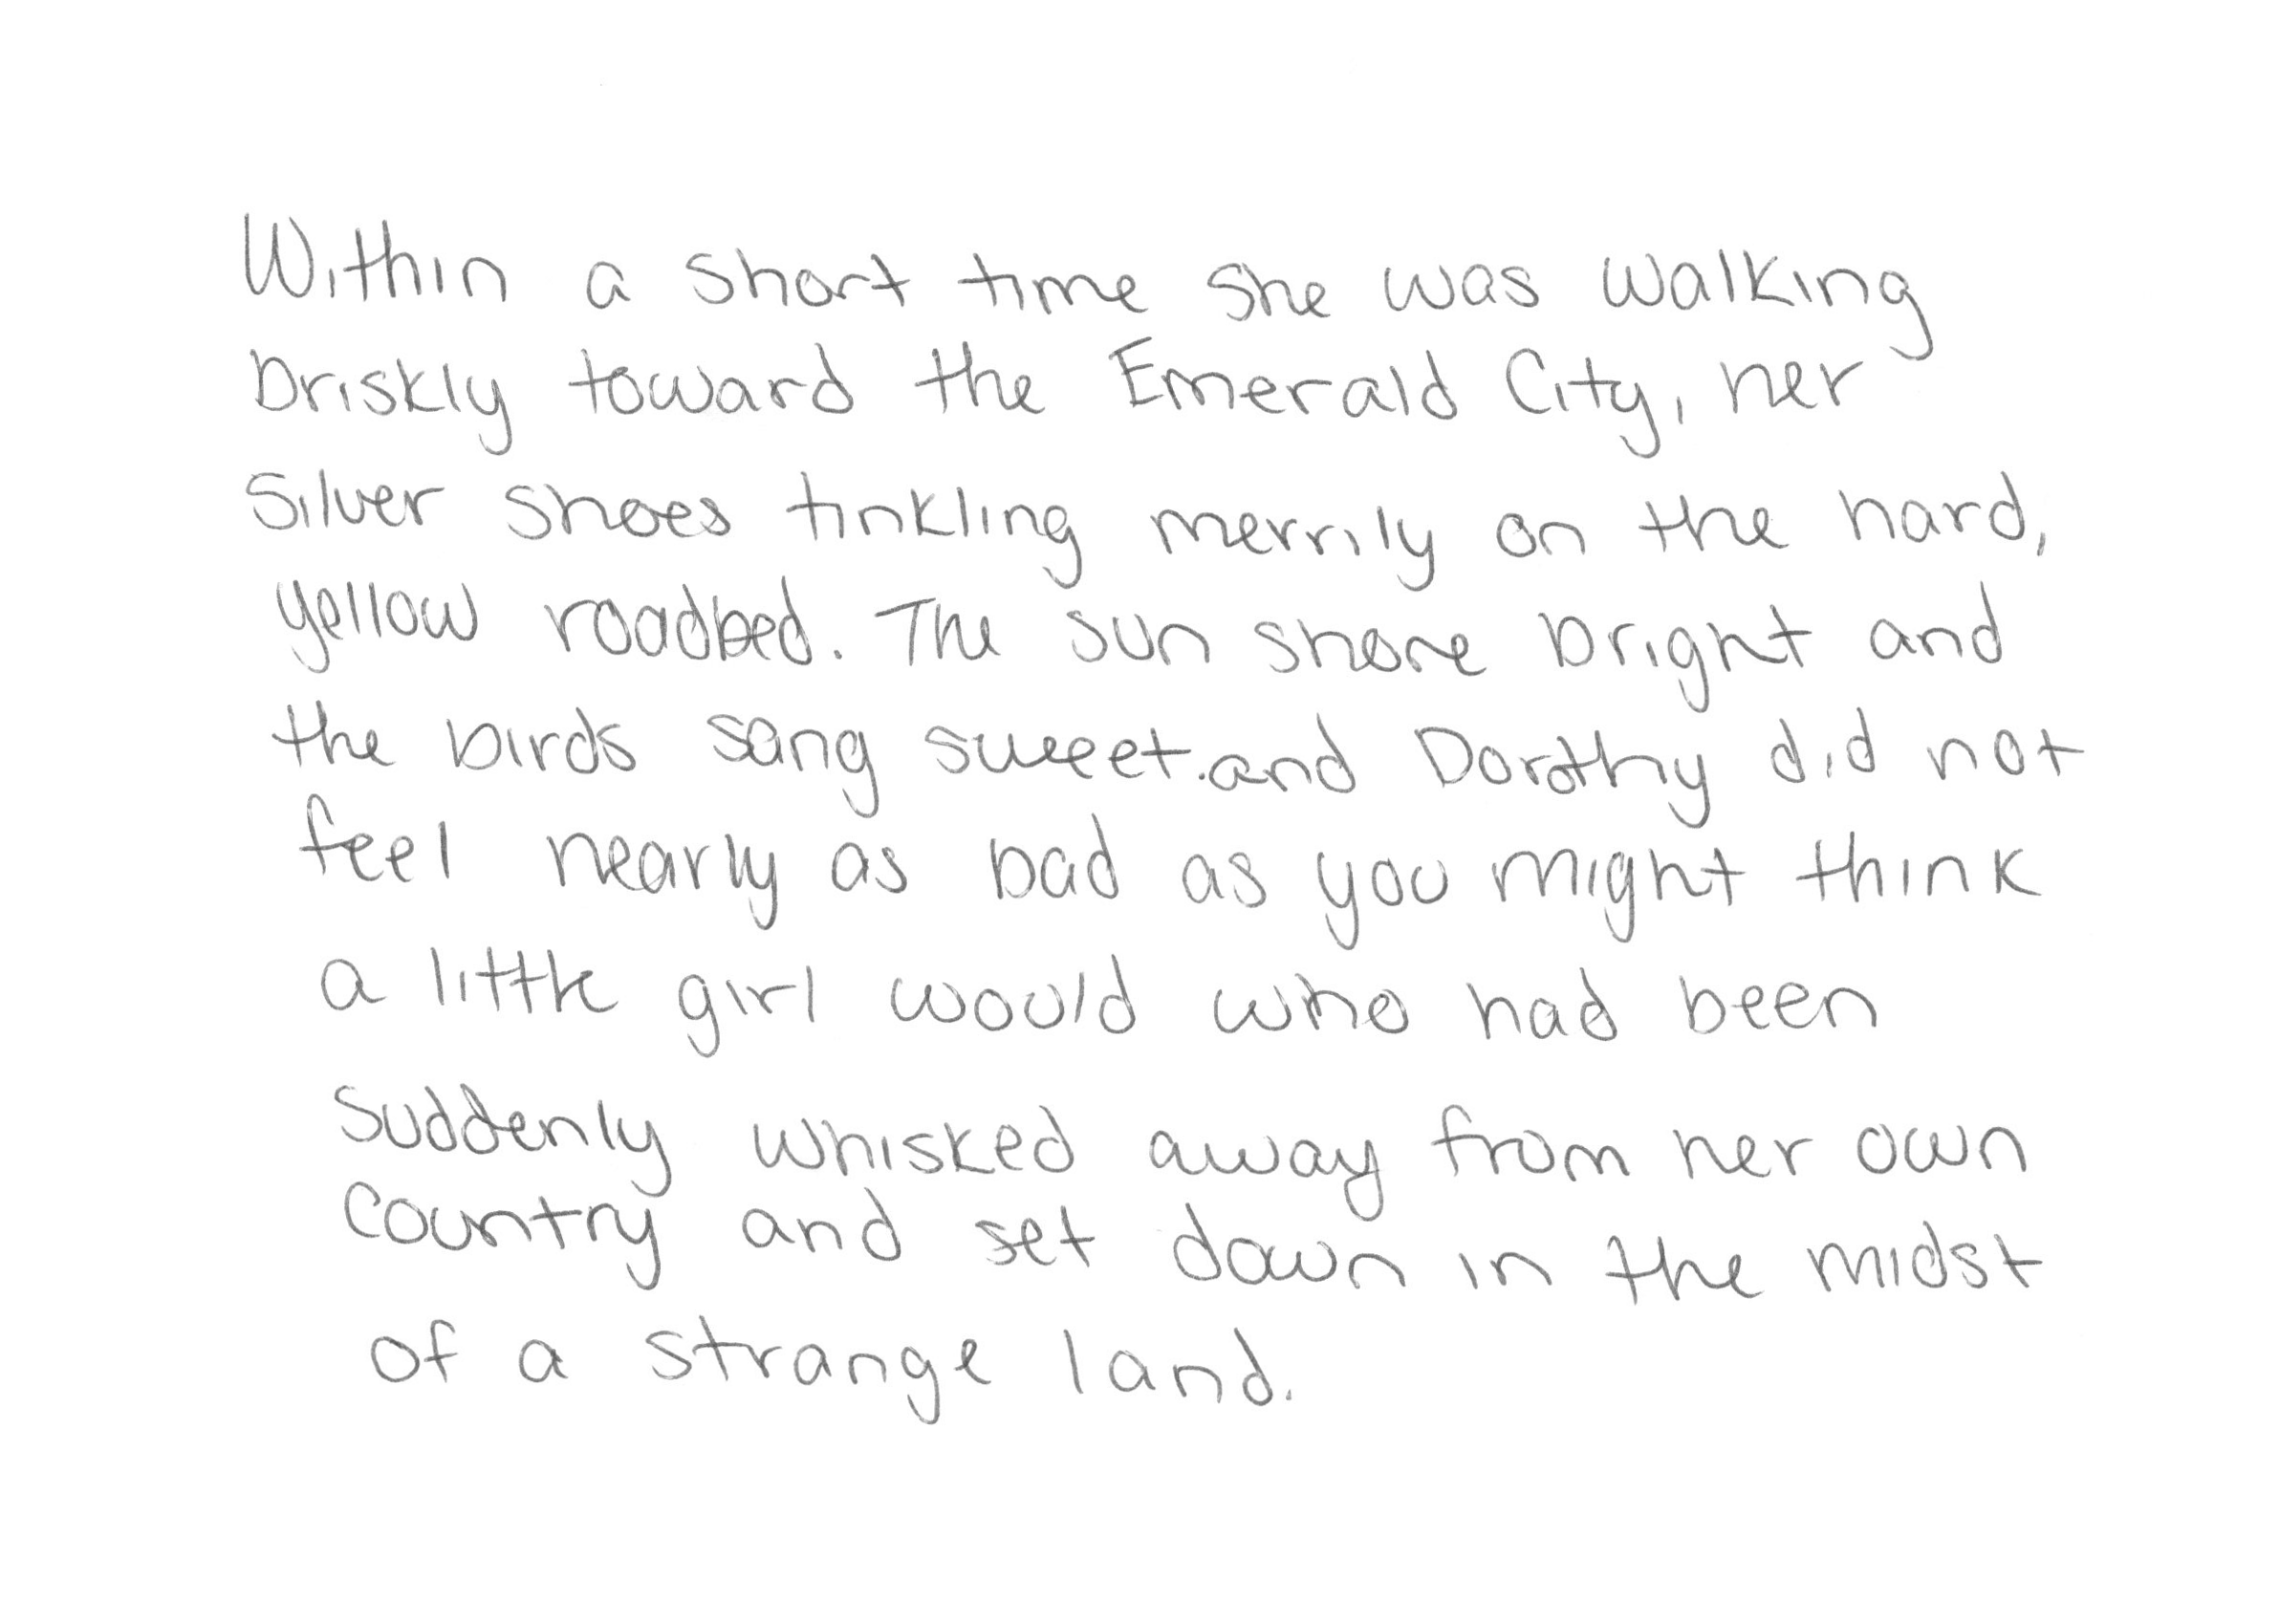 Within a short time she was walking
briskly toward the Emerald City, her
Silver shoes tinkling merrily on the hard,
yellow roadbed. The sun shone bright and
the birds sang sweet.and Dorothy did not
feel nearly as bad as you might think
a little girl would who had been
suddenly whisked away from her own
Country and set down in the midst
of a strange land.